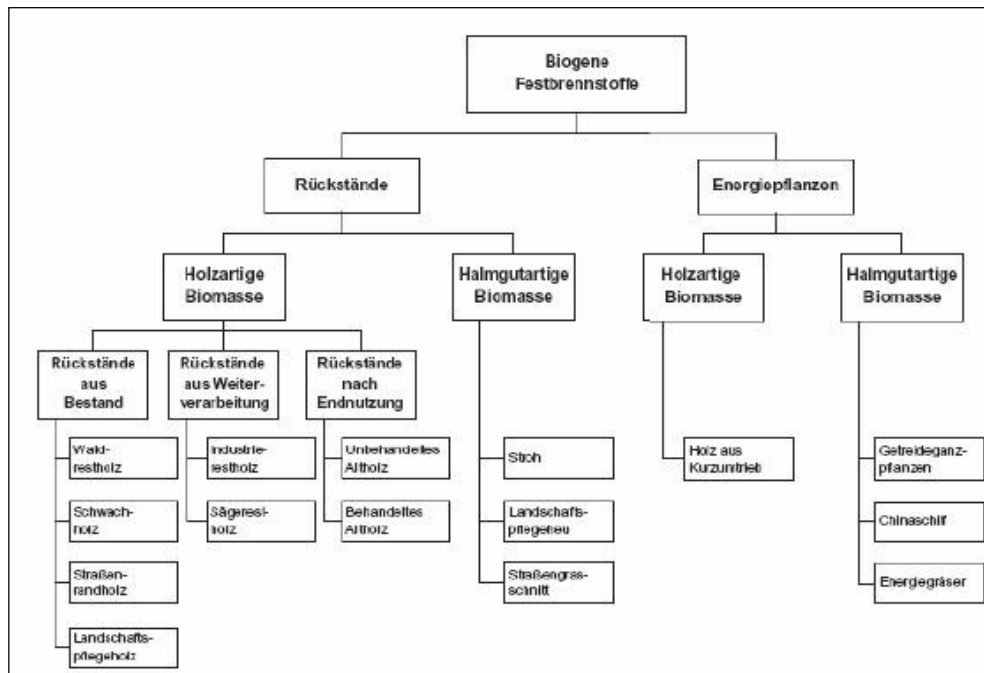 Biogene
Festbrennstoffe
Rückstände
Energiepflanzen
Holzartige
Biomasse
Halmgutartige
Biomasse
Holzartige
Biomasse
Halmgutartige
Biomasse
Rückstände
aus
Bestand
Rückstände
aus Weiter-
verarbeitung
Rückstände
nach
Endnutzung
Wald-
restholz
Schwach-
holz
Straßen-
randholz
Landschafts-
pflegeholz
Industrie-
restholz
Sägerest-
holz
Unbehandeltes
Altholz
Behandeltes
Altholz
Stroh
Landschafts-
pflegeheu
Straßengras-
schnitt
Holz aus
Kurzumtrieb
Getreideganz-
pflanzen
Chinaschilf
Energiegräser